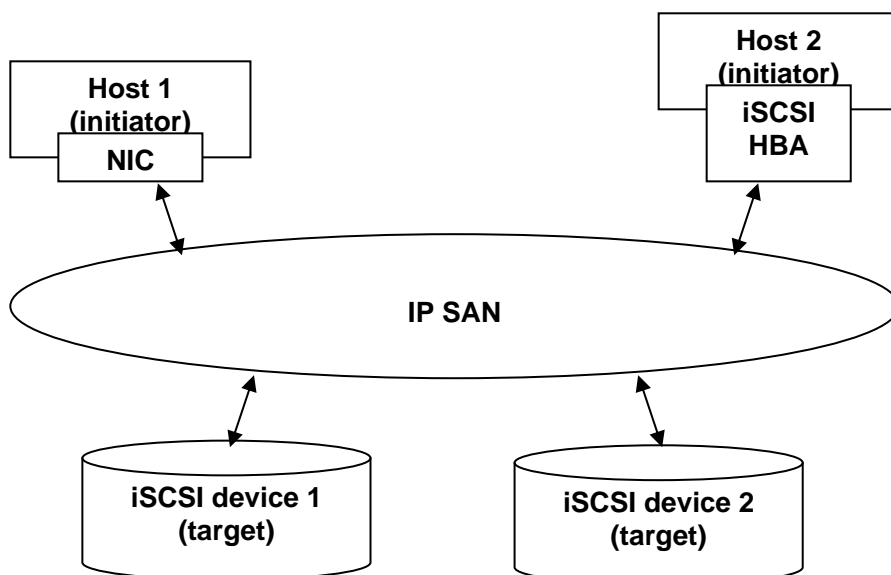 Host 1
(initiator)
NIC
Host 2
(initiator)
iSCSI
HBA
IP SAN
iSCSI device 1
(target)
iSCSI device 2
(target)